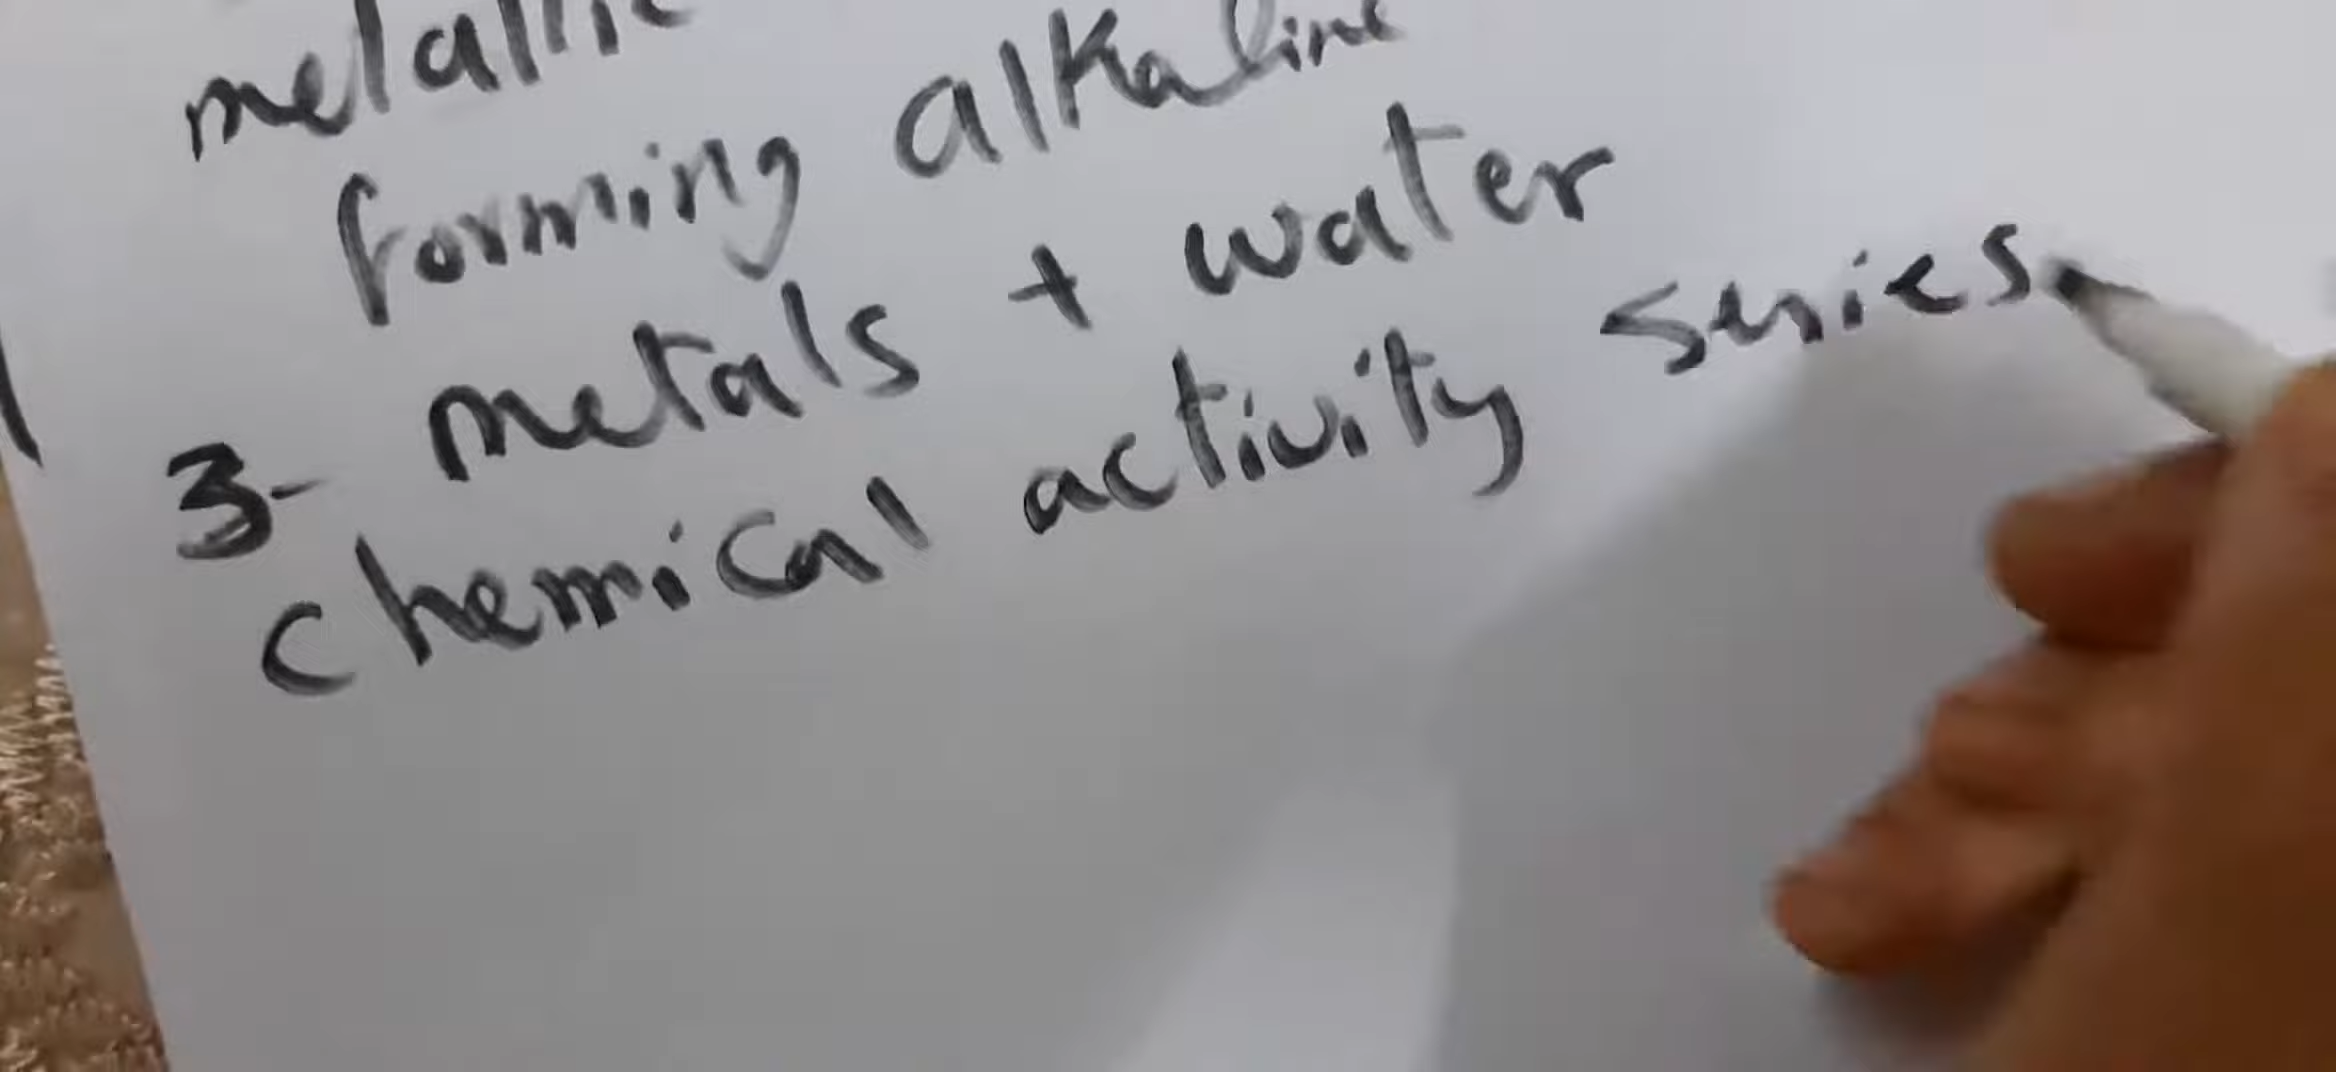 metallic
forming alkaline
3- metals + water
chemical activity series